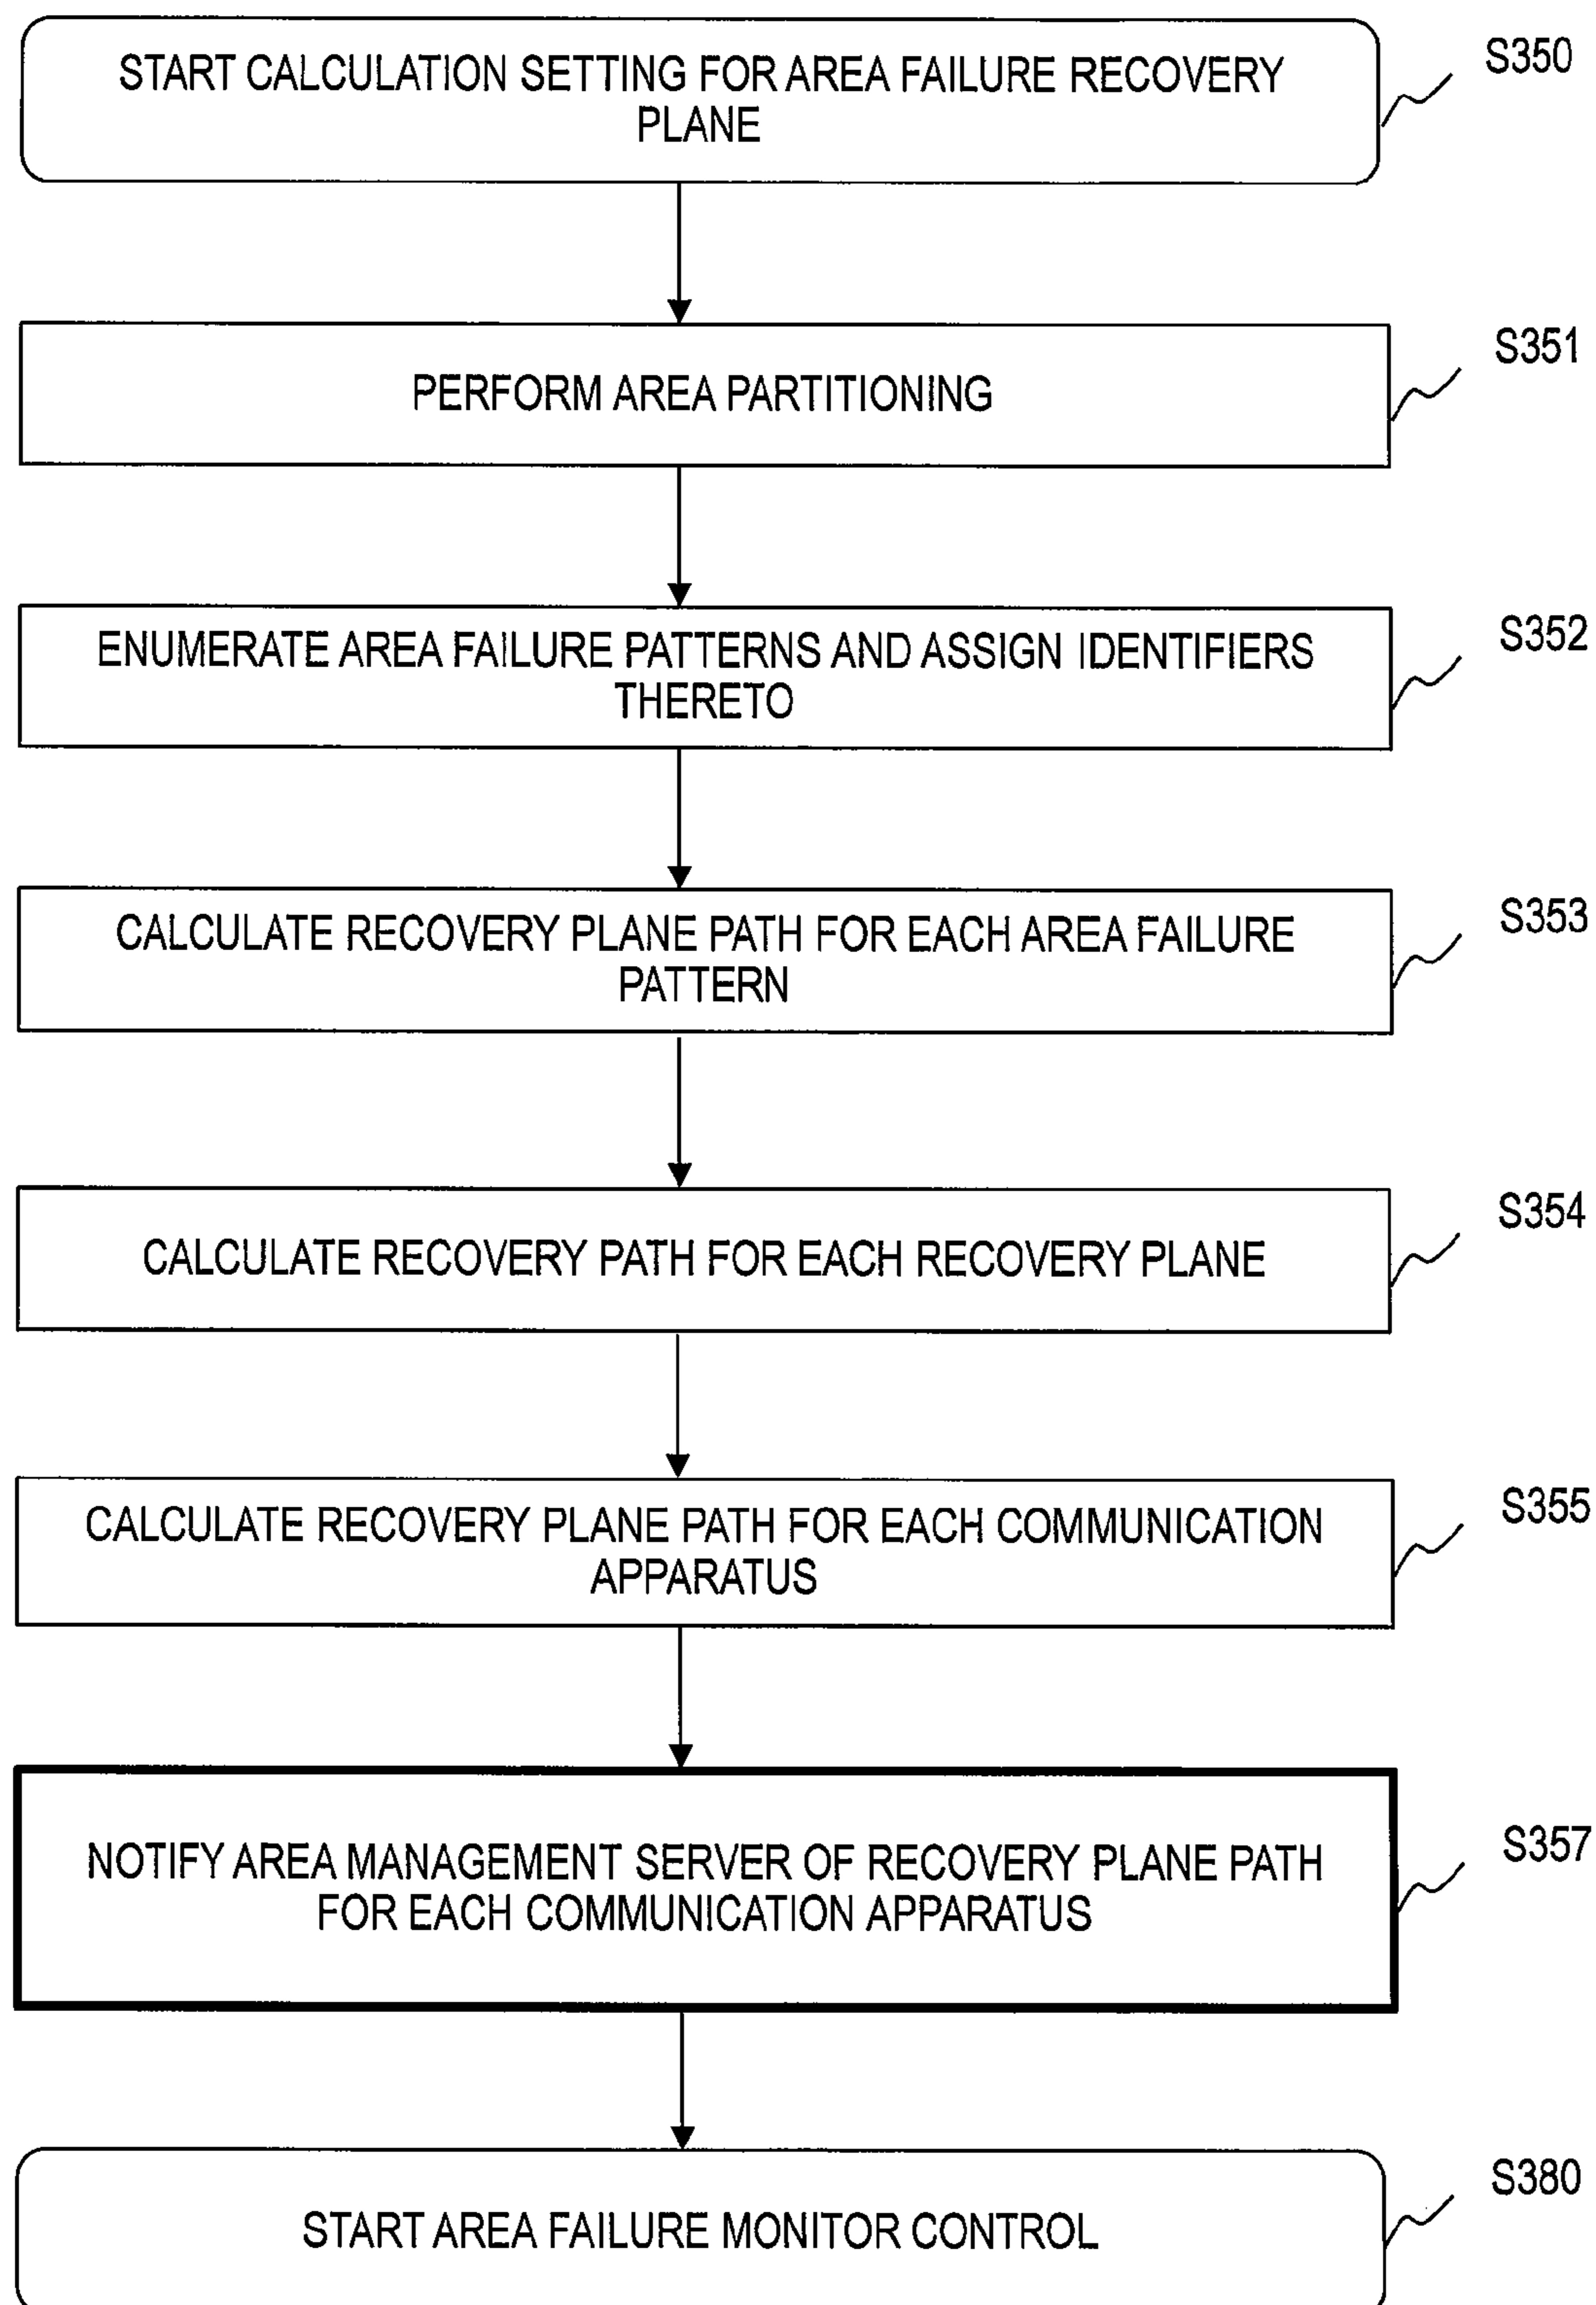 START CALCULATION SETTING FOR AREA FAILURE RECOVERY
PLANE
S350
PERFORM AREA PARTITIONING
S351
ENUMERATE AREA FAILURE PATTERNS AND ASSIGN IDENTIFIERS
THERETO
S352
CALCULATE RECOVERY PLANE PATH FOR EACH AREA FAILURE
PATTERN
S353
CALCULATE RECOVERY PATH FOR EACH RECOVERY PLANE
S354
CALCULATE RECOVERY PLANE PATH FOR EACH COMMUNICATION
APPARATUS
S355
NOTIFY AREA MANAGEMENT SERVER OF RECOVERY PLANE PATH
FOR EACH COMMUNICATION APPARATUS
S357
START AREA FAILURE MONITOR CONTROL
S380